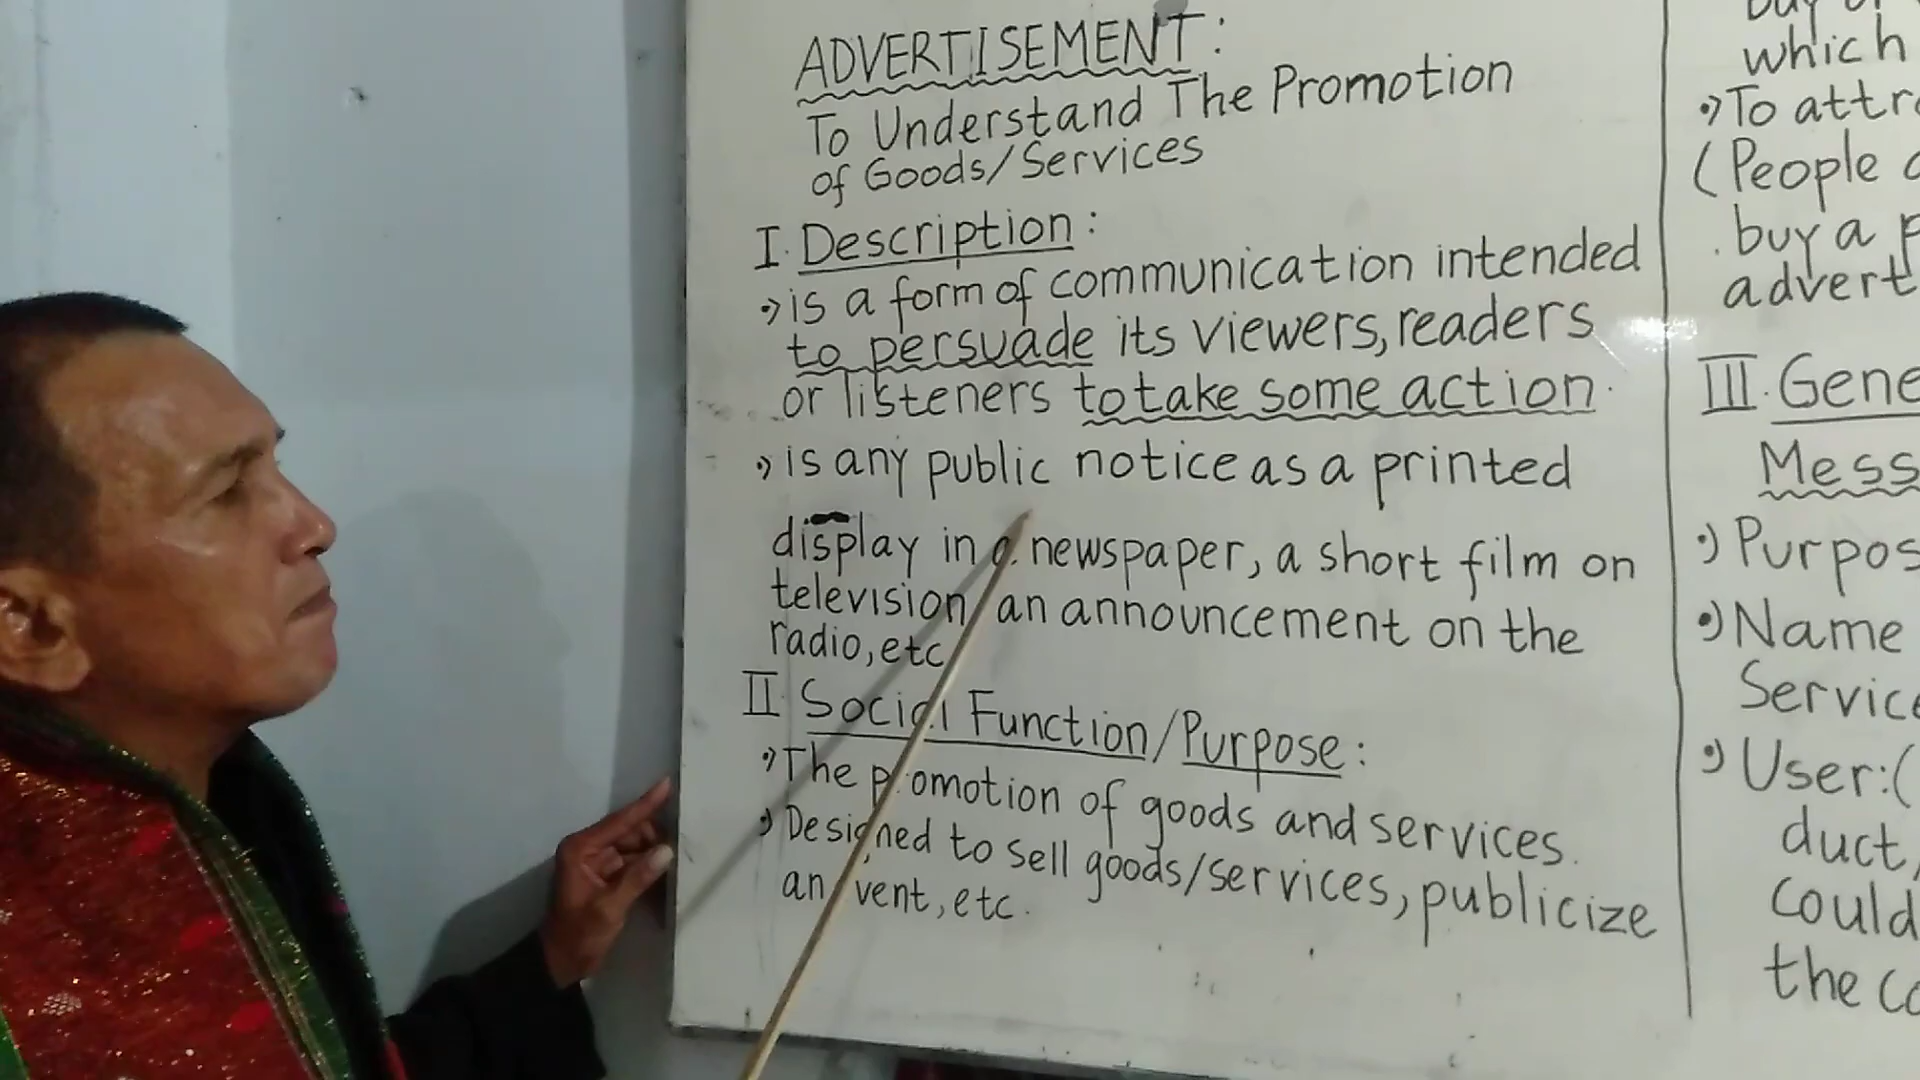 ADVERTISEMENT:
To Understand The Promotion
of Goods/Services
I. Description:
•) is a form of communication intended
to persuade its viewers, readers
or listeners to take some action.
•) is any public notice as a printed
display in a newspaper, a short film on
television, an announcement on the
radio, etc
II. Social Function/Purpose:
•) The promotion of goods and services.
•) Designed to sell goods/services, publicize
an vent, etc.
which
•) To attr
(People
buy a p
advert
III. Gene
Mess
•) Purpos
•) Name
Service
•) User: (
duct,
could
the co